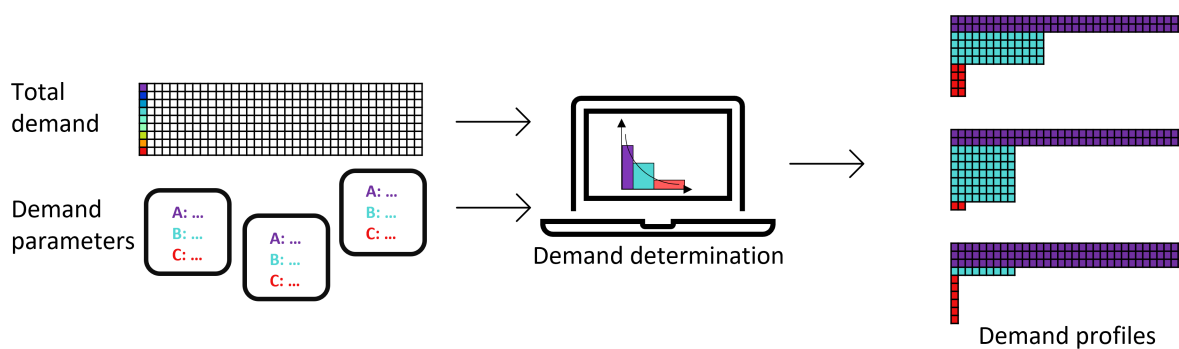 Total
demand
Demand
parameters
A: ...
B: ...
C: ...
A: ...
B: ...
C: ...
A: ...
B: ...
C: ...
Demand determination
Demand profiles